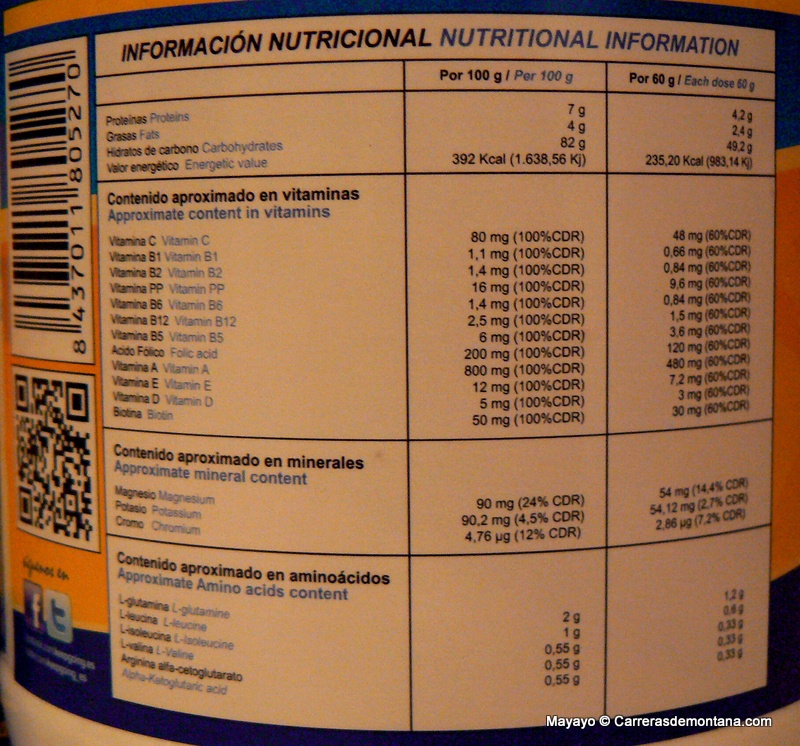 INFORMACIÓN NUTRICIONAL NUTRITIONAL INFORMATION
Por 100 g / Per 100 g Por 60 g / Each dose 60 g
Proteínas Proteins 7 g 4,2 g
Grasas Fats 4 g 2,4 g
Hidratos de carbono Carbohydrates 82 g 49,2 g
Valor energético Energetic value 392 Kcal (1.638,56 Kj) 235,20 Kcal (983,14 Kj)
Contenido aproximado en vitaminas
Approximate content in vitamins
Vitamina C Vitamin C 80 mg (100%CDR) 48 mg (60%CDR)
Vitamina B1 Vitamin B1 1,1 mg (100%CDR) 0,66 mg (60%CDR)
Vitamina B2 Vitamin B2 1,4 mg (100%CDR) 0,84 mg (60%CDR)
Vitamina PP Vitamin PP 16 mg (100%CDR) 9,6 mg (60%CDR)
Vitamina B6 Vitamin B6 1,4 mg (100%CDR) 0,84 mg (60%CDR)
Vitamina B12 Vitamin B12 2,5 mg (100%CDR) 1,5 mg (60%CDR)
Vitamina B5 Vitamin B5 6 mg (100%CDR) 3,6 mg (60%CDR)
Acido Fólico Folic acid 200 mg (100%CDR) 120 mg (60%CDR)
Vitamina A Vitamin A 800 mg (100%CDR) 480 mg (60%CDR)
Vitamina E Vitamin E 12 mg (100%CDR) 7,2 mg (60%CDR)
Vitamina D Vitamin D 5 mg (100%CDR) 3 mg (60%CDR)
Biotina Biotin 50 mg (100%CDR) 30 mg (60%CDR)
Contenido aproximado en minerales
Approximate mineral content
Magnesio Magnesium 90 mg (24% CDR) 54 mg (14,4% CDR)
Potasio Potassium 90,2 mg (4,5% CDR) 54,12 mg (2,7% CDR)
Cromo Chromium 4,76 µg (12% CDR) 2,86 µg (7,2% CDR)
Contenido aproximado en aminoácidos
Approximate Amino acids content
L-glutamina L-glutamine 2 g 1,2 g
L-leucina L-leucine 1 g 0,6 g
L-isoleucina L-Isoleucine 0,55 g 0,33 g
L-valina L-Valine 0,55 g 0,33 g
Arginina alfa-cetoglutarato 0,55 g 0,33 g
Alpha-Ketoglutaric acid
8 437011 805270
síguenos en
f t
Mayayo © Carrerasdemontana.com